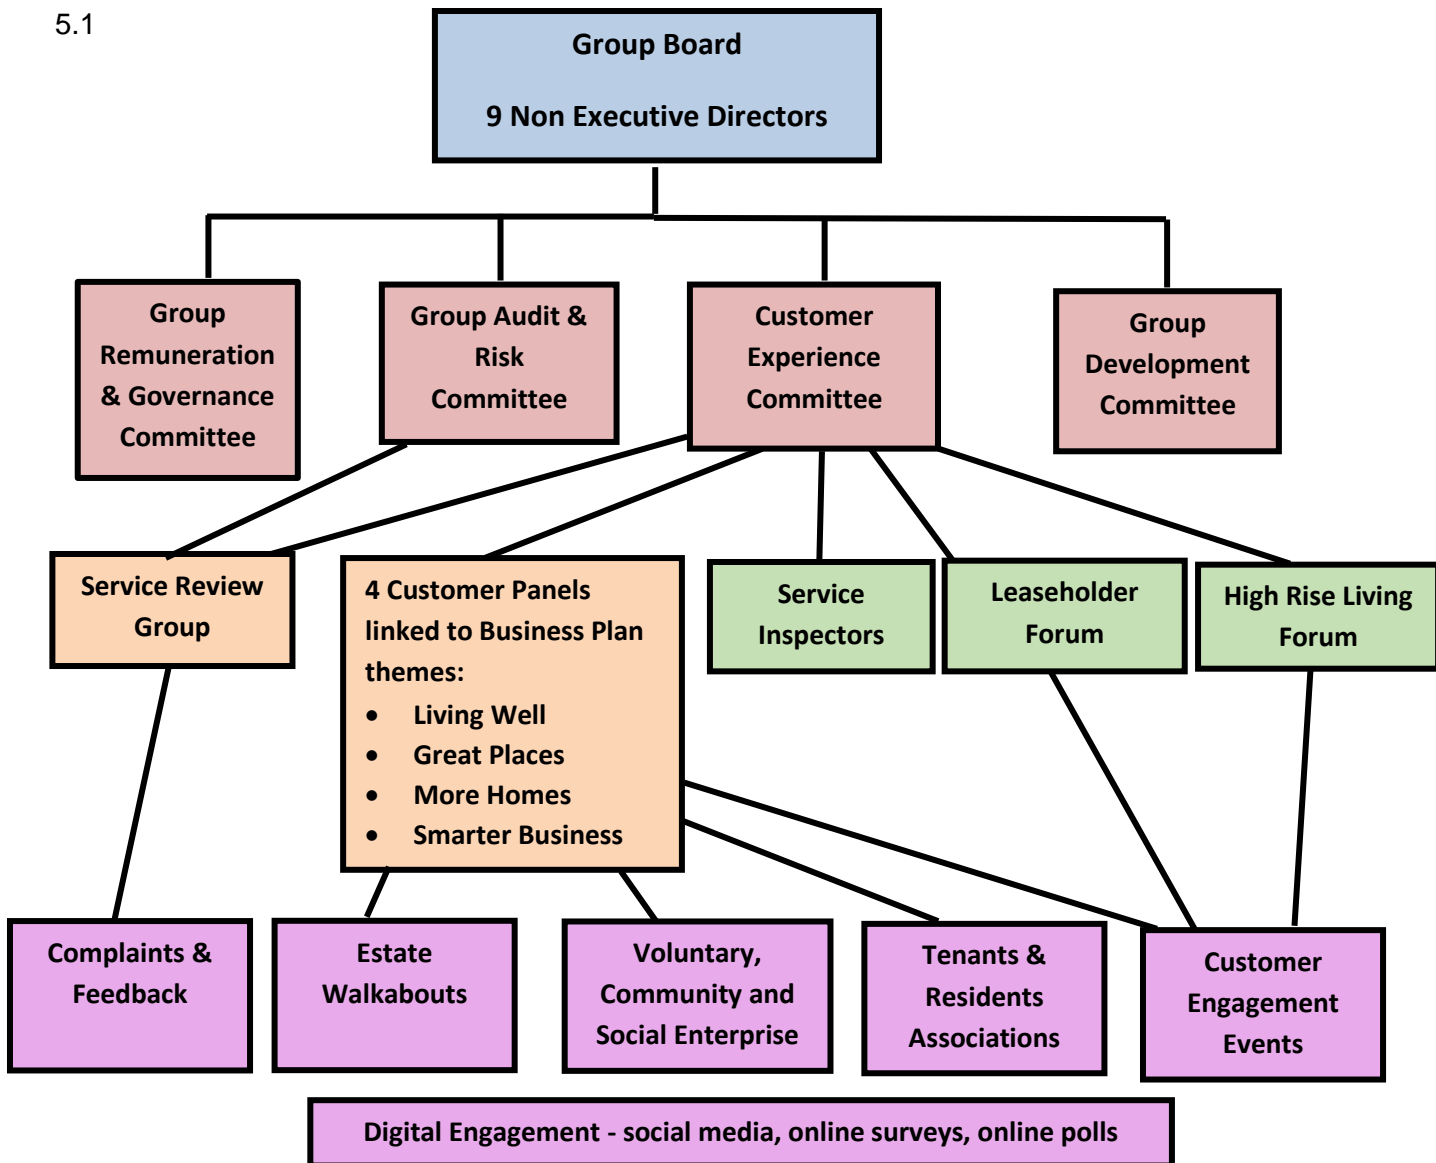 5.1
Group Board
9 Non Executive Directors
Group
Remuneration
& Governance
Committee
Group Audit &
Risk
Committee
Customer
Experience
Committee
Group
Development
Committee
Service Review
Group
4 Customer Panels
linked to Business Plan
themes:
• Living Well
• Great Places
• More Homes
• Smarter Business
Service
Inspectors
Leaseholder
Forum
High Rise Living
Forum
Complaints &
Feedback
Estate
Walkabouts
Voluntary,
Community and
Social Enterprise
Tenants &
Residents
Associations
Customer
Engagement
Events
Digital Engagement - social media, online surveys, online polls